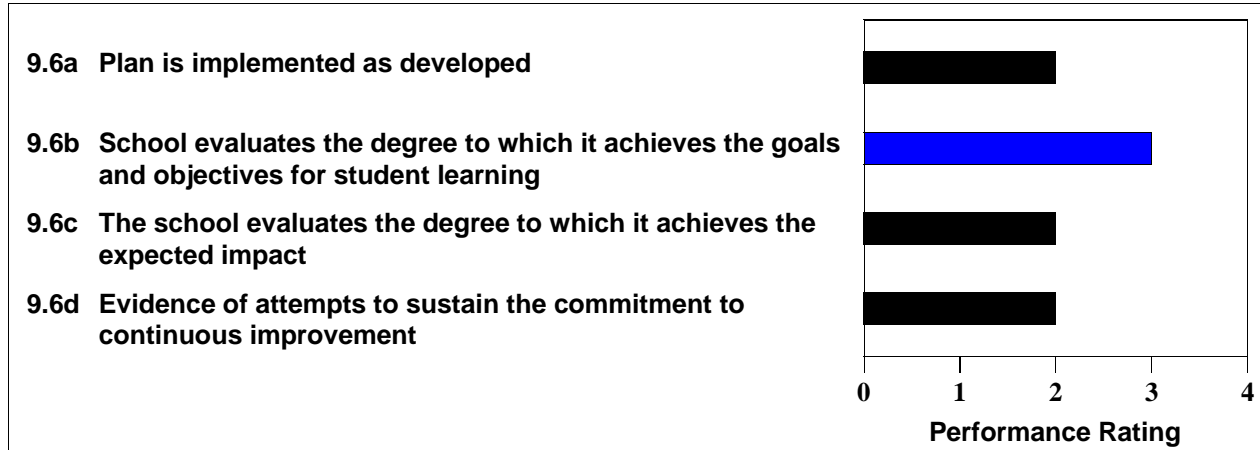 9.6a Plan is implemented as developed
9.6b School evaluates the degree to which it achieves the goals
and objectives for student learning
9.6c The school evaluates the degree to which it achieves the
expected impact
9.6d Evidence of attempts to sustain the commitment to
continuous improvement
0 1 2 3 4
Performance Rating